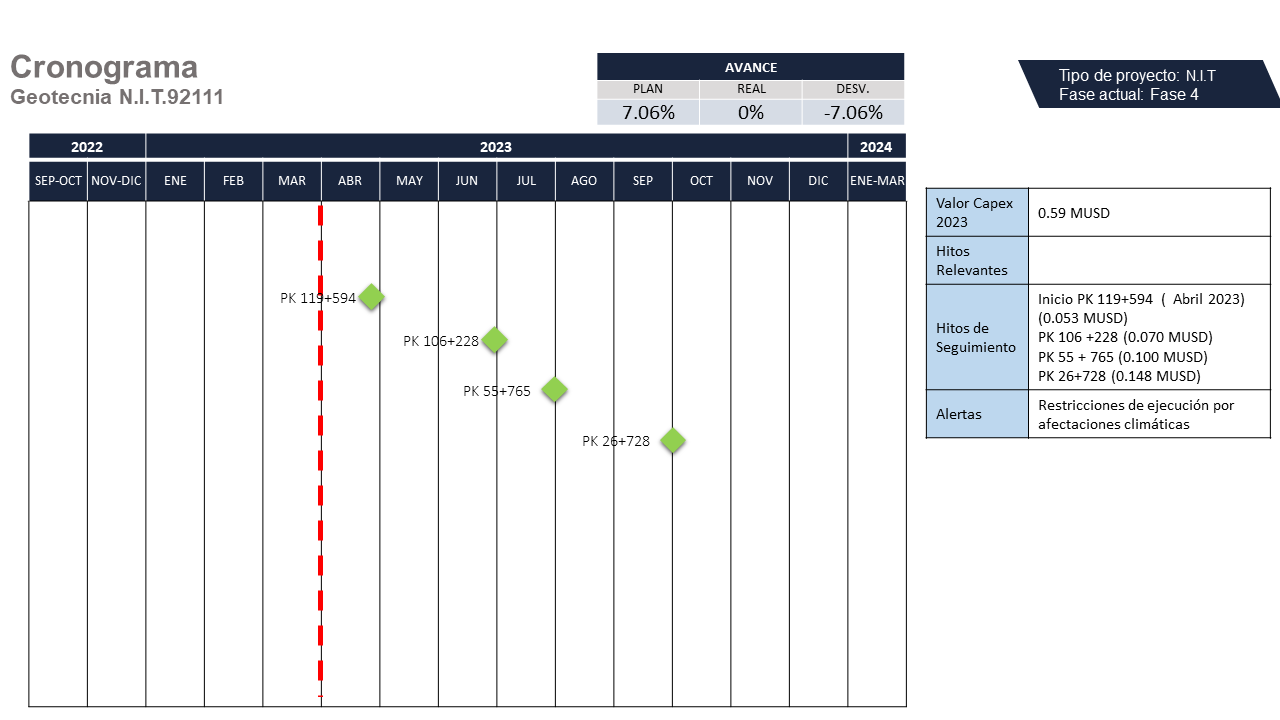 Cronograma
Geotecnia N.I.T.92111
AVANCE
PLAN REAL DESV.
7.06% 0% -7.06%
Tipo de proyecto: N.I.T
Fase actual: Fase 4
2022 2023 2024
SEP-OCT NOV-DIC ENE FEB MAR ABR MAY JUN JUL AGO SEP OCT NOV DIC ENE-MAR
PK 119+594
PK 106+228
PK 55+765
PK 26+728
Valor Capex
2023
0.59 MUSD
Hitos
Relevantes
Hitos de
Seguimiento
Inicio PK 119+594 ( Abril 2023)
(0.053 MUSD)
PK 106 +228 (0.070 MUSD)
PK 55 + 765 (0.100 MUSD)
PK 26+728 (0.148 MUSD)
Alertas
Restricciones de ejecución por
afectaciones climáticas